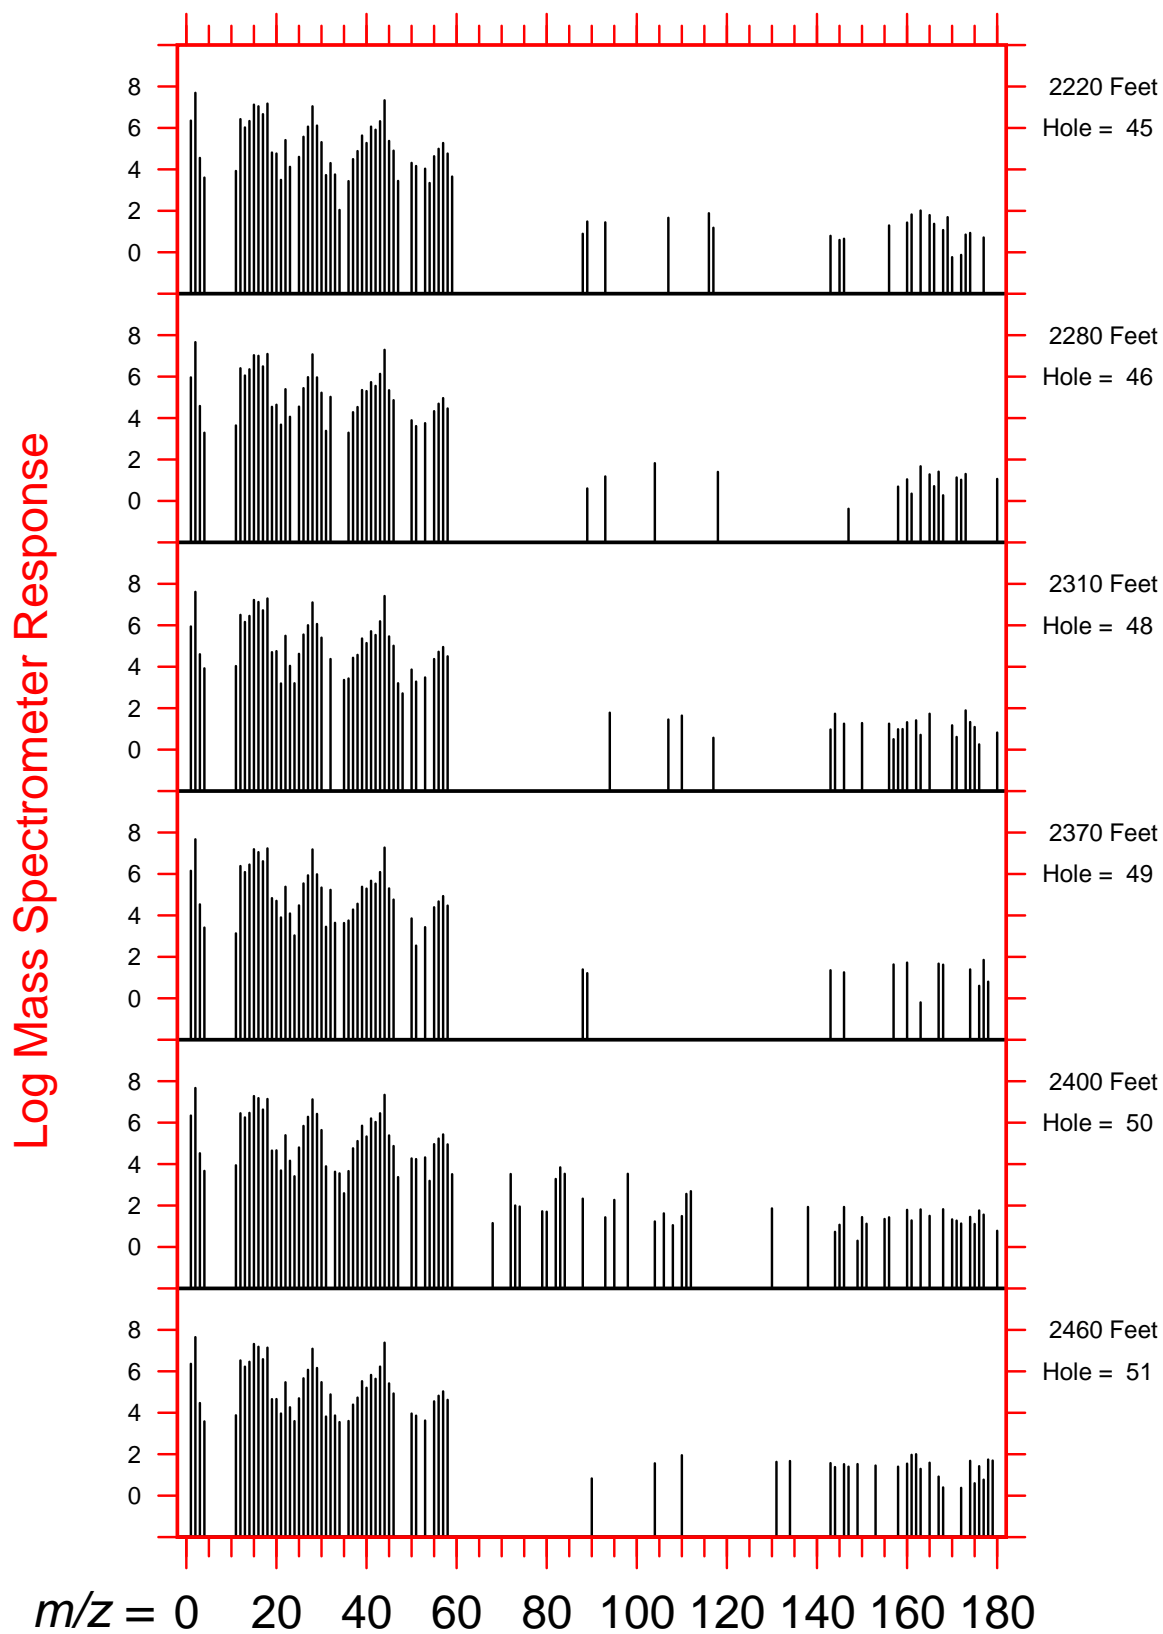 8 2220 Feet
6 Hole = 45
4
2
0
8 2280 Feet
6 Hole = 46
4
2
0
8 2310 Feet
6 Hole = 48
4
2
0
8 2370 Feet
6 Hole = 49
4
2
0
8 2400 Feet
6 Hole = 50
4
2
0
8 2460 Feet
6 Hole = 51
4
2
0
Log Mass Spectrometer Response
m/z = 0 20 40 60 80 100 120 140 160 180